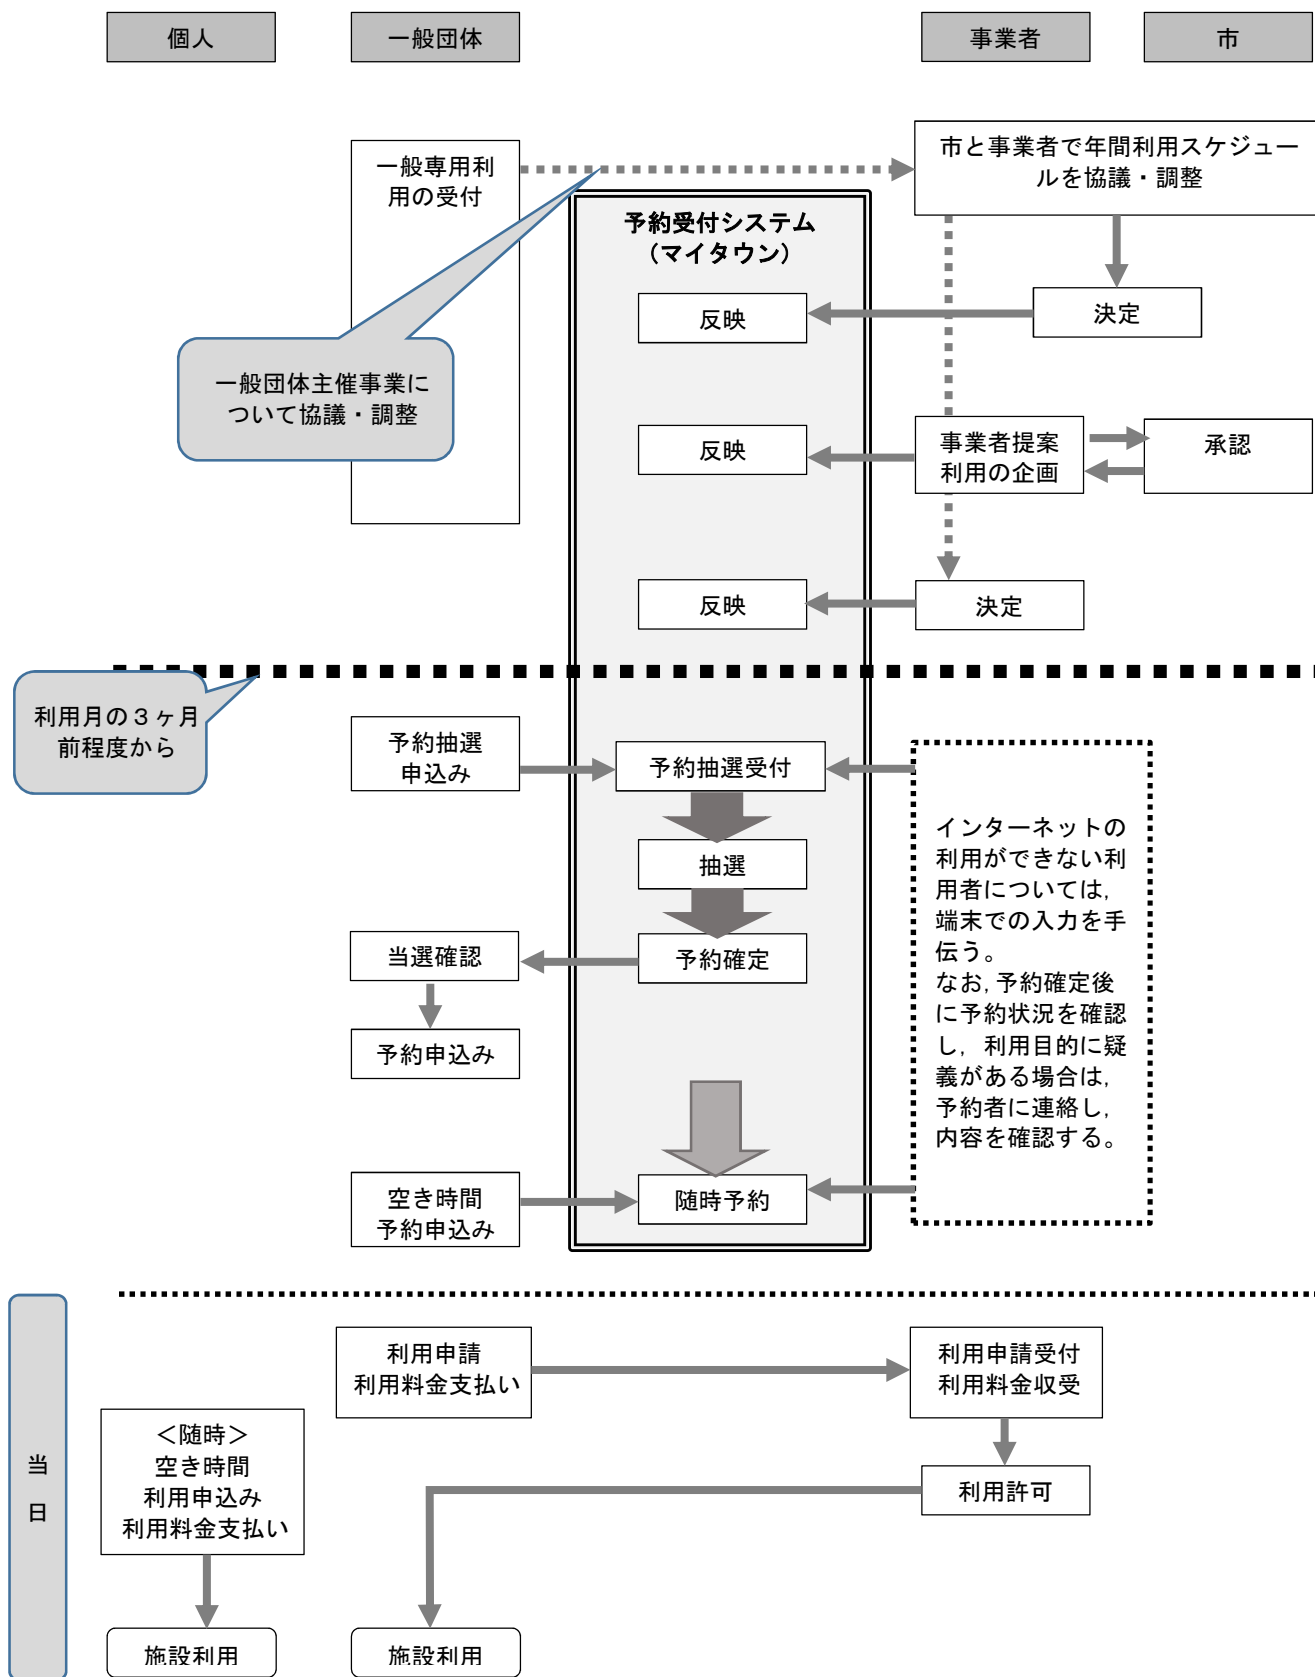 個人
一般団体
事業者
市
一般専用利
用の受付
市と事業者で年間利用スケジュー
ルを協議・調整
予約受付システム
（マイタウン）
反映
決定
一般団体主催事業に
ついて協議・調整
反映
事業者提案
利用の企画
承認
反映
決定
利用月の３ヶ月
前程度から
予約抽選
申込み
予約抽選受付
抽選
当選確認
予約確定
予約申込み
インターネットの
利用ができない利
用者については,
端末での入力を手
伝う。
なお,予約確定後
に予約状況を確認
し, 利用目的に疑
義がある場合は,
予約者に連絡し,
内容を確認する。
空き時間
予約申込み
随時予約
当
日
利用申請
利用料金支払い
利用申請受付
利用料金収受
＜随時＞
空き時間
利用申込み
利用料金支払い
利用許可
施設利用
施設利用